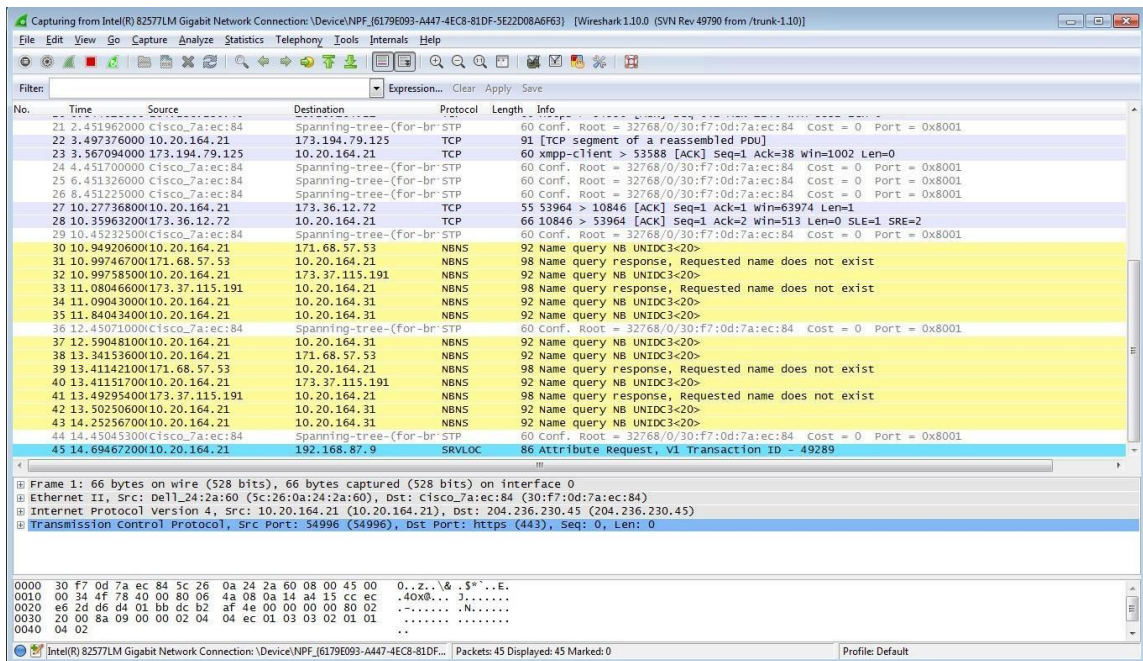 Capturing from Intel(R) 82577LM Gigabit Network Connection: \Device\NPF_{6179E093-A447-4EC8-81DF-5E22D08A6F63} [Wireshark 1.10.0 (SVN Rev 49790 from /trunk-1.10)]
File Edit View Go Capture Analyze Statistics Telephony Tools Internals Help
Filter: Expression... Clear Apply Save
No. Time Source Destination Protocol Length Info
21 2.451962000 Cisco_7a:ec:84 Spanning-tree-(for-br STP 60 Conf. Root = 32768/0/30:f7:0d:7a:ec:84 Cost = 0 Port = 0x8001
22 3.497376000 10.20.164.21 173.194.79.125 TCP 91 [TCP segment of a reassembled PDU]
23 3.567094000 173.194.79.125 10.20.164.21 TCP 60 xmpp-client > 53588 [ACK] Seq=1 Ack=38 Win=1002 Len=0
24 4.451700000 Cisco_7a:ec:84 Spanning-tree-(for-br STP 60 Conf. Root = 32768/0/30:f7:0d:7a:ec:84 Cost = 0 Port = 0x8001
25 6.451326000 Cisco_7a:ec:84 Spanning-tree-(for-br STP 60 Conf. Root = 32768/0/30:f7:0d:7a:ec:84 Cost = 0 Port = 0x8001
26 8.451225000 Cisco_7a:ec:84 Spanning-tree-(for-br STP 60 Conf. Root = 32768/0/30:f7:0d:7a:ec:84 Cost = 0 Port = 0x8001
27 10.27736800(10.20.164.21 173.36.12.72 TCP 55 53964 > 10846 [ACK] Seq=1 Ack=1 Win=63974 Len=1
28 10.35963200(173.36.12.72 10.20.164.21 TCP 66 10846 > 53964 [ACK] Seq=1 Ack=2 Win=513 Len=0 SLE=1 SRE=2
29 10.45232500(Cisco_7a:ec:84 Spanning-tree-(for-br STP 60 Conf. Root = 32768/0/30:f7:0d:7a:ec:84 Cost = 0 Port = 0x8001
30 10.94920600(10.20.164.21 171.68.57.53 NBNS 92 Name query NB UNIDC3<20>
31 10.99746700(171.68.57.53 10.20.164.21 NBNS 98 Name query response, Requested name does not exist
32 10.99758500(10.20.164.21 173.37.115.191 NBNS 92 Name query NB UNIDC3<20>
33 11.08046600(173.37.115.191 10.20.164.21 NBNS 98 Name query response, Requested name does not exist
34 11.09043000(10.20.164.21 10.20.164.31 NBNS 92 Name query NB UNIDC3<20>
35 11.84043400(10.20.164.21 10.20.164.31 NBNS 92 Name query NB UNIDC3<20>
36 12.45071000(Cisco_7a:ec:84 Spanning-tree-(for-br STP 60 Conf. Root = 32768/0/30:f7:0d:7a:ec:84 Cost = 0 Port = 0x8001
37 12.59048100(10.20.164.21 10.20.164.31 NBNS 92 Name query NB UNIDC3<20>
38 13.34153600(10.20.164.21 171.68.57.53 NBNS 92 Name query NB UNIDC3<20>
39 13.41142100(171.68.57.53 10.20.164.21 NBNS 98 Name query response, Requested name does not exist
40 13.41151700(10.20.164.21 173.37.115.191 NBNS 92 Name query NB UNIDC3<20>
41 13.49295400(173.37.115.191 10.20.164.21 NBNS 98 Name query response, Requested name does not exist
42 13.50250600(10.20.164.21 10.20.164.31 NBNS 92 Name query NB UNIDC3<20>
43 14.25256700(10.20.164.21 10.20.164.31 NBNS 92 Name query NB UNIDC3<20>
44 14.45045300(Cisco_7a:ec:84 Spanning-tree-(for-br STP 60 Conf. Root = 32768/0/30:f7:0d:7a:ec:84 Cost = 0 Port = 0x8001
45 14.69467200(10.20.164.21 192.168.87.9 SRVLOC 86 Attribute Request, V1 Transaction ID - 49289
Frame 1: 66 bytes on wire (528 bits), 66 bytes captured (528 bits) on interface 0
Ethernet II, Src: Dell_24:2a:60 (5c:26:0a:24:2a:60), Dst: Cisco_7a:ec:84 (30:f7:0d:7a:ec:84)
Internet Protocol Version 4, Src: 10.20.164.21 (10.20.164.21), Dst: 204.236.230.45 (204.236.230.45)
Transmission Control Protocol, Src Port: 54996 (54996), Dst Port: https (443), Seq: 0, Len: 0
0000 30 f7 0d 7a ec 84 5c 26 0a 24 2a 60 08 00 45 00 0..z..\& .$*`..E.
0010 00 34 4f 78 40 00 80 06 4a 08 0a 14 a4 15 cc ec .4Ox@... J.......
0020 e6 2d d6 d4 01 bb dc b2 af 4e 00 00 00 00 80 02 .-...... .N......
0030 20 00 8a 09 00 00 02 04 04 ec 01 03 03 02 01 01 ....... ........
0040 04 02 ..
Intel(R) 82577LM Gigabit Network Connection: \Device\NPF_{6179E093-A447-4EC8-81DF... Packets: 45 Displayed: 45 Marked: 0 Profile: Default